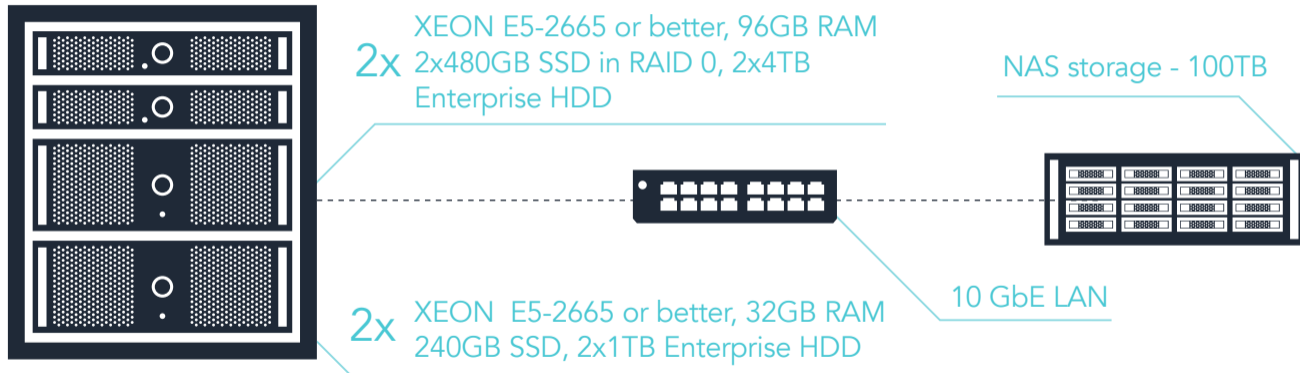 2x
XEON E5-2665 or better, 96GB RAM
2x480GB SSD in RAID 0, 2x4TB
Enterprise HDD
NAS storage - 100TB
10 GbE LAN
2x
XEON E5-2665 or better, 32GB RAM
240GB SSD, 2x1TB Enterprise HDD